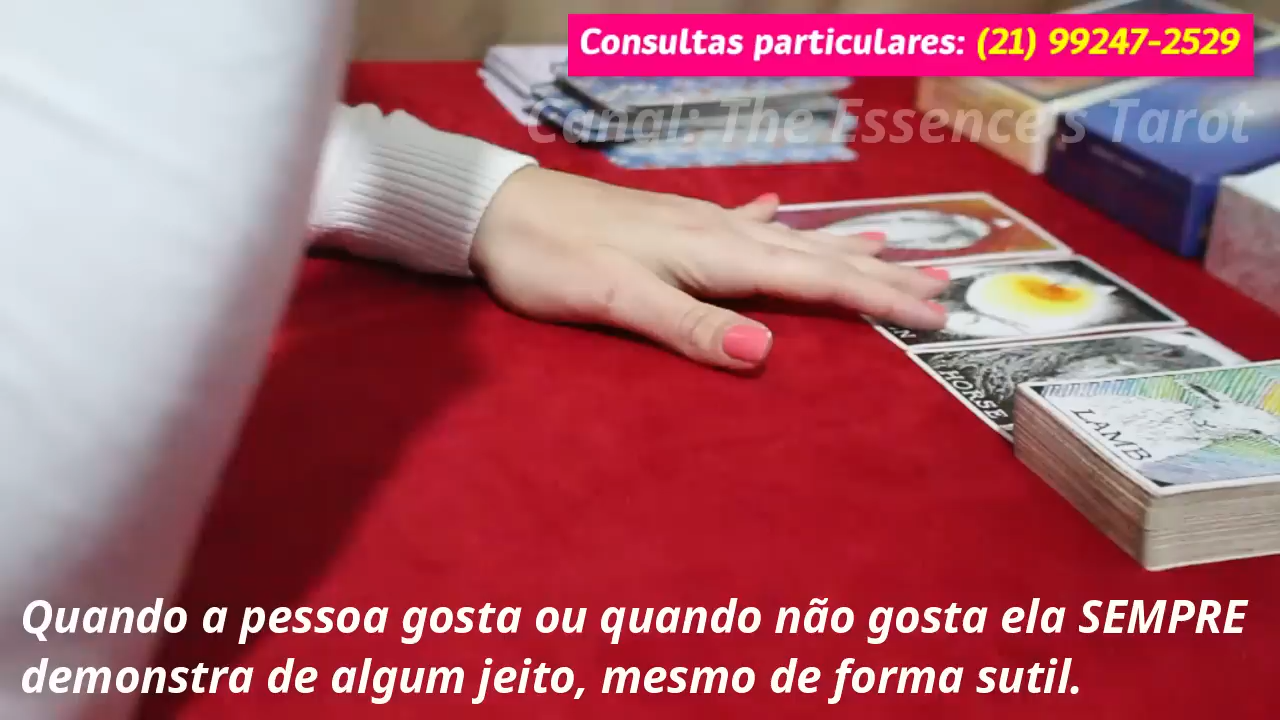 Consultas particulares: (21) 99247-2529
Canal: The Essence's Tarot
HORSE
LAMB
Quando a pessoa gosta ou quando não gosta ela SEMPRE
demonstra de algum jeito, mesmo de forma sutil.